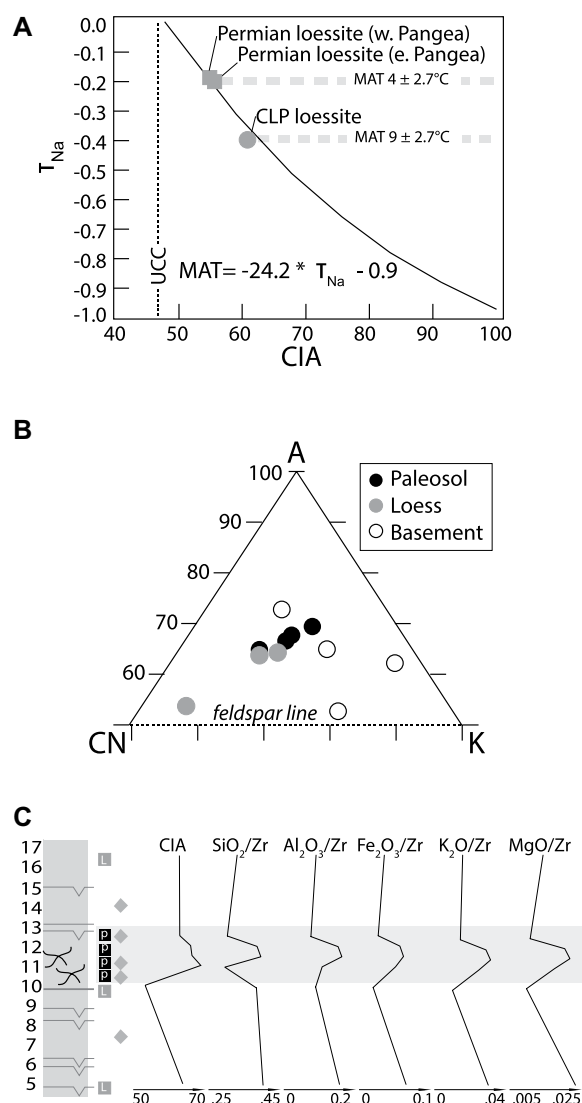 A
0.0
-0.1
-0.2
-0.3
-0.4
-0.5
-0.6
-0.7
-0.8
-0.9
-1.0
TNa
Permian loessite (w. Pangea)
Permian loessite (e. Pangea)
MAT 4 ± 2.7°C
CLP loessite
MAT 9 ± 2.7°C
UCC
MAT= -24.2 * TNa - 0.9
40 50 60 70 80 90 100
CIA
B
A
100
90
80
70
60
Paleosol
Loess
Basement
feldspar line
CN K
C
CIA SiO2/Zr Al2O3/Zr Fe2O3/Zr K2O/Zr MgO/Zr
17
16
15
14
13
12
11
10
9
8
7
6
5
L
P
P
P
P
L
L
50 70 .25 .45 0 0.2 0 0.1 0 .04 .005 .025